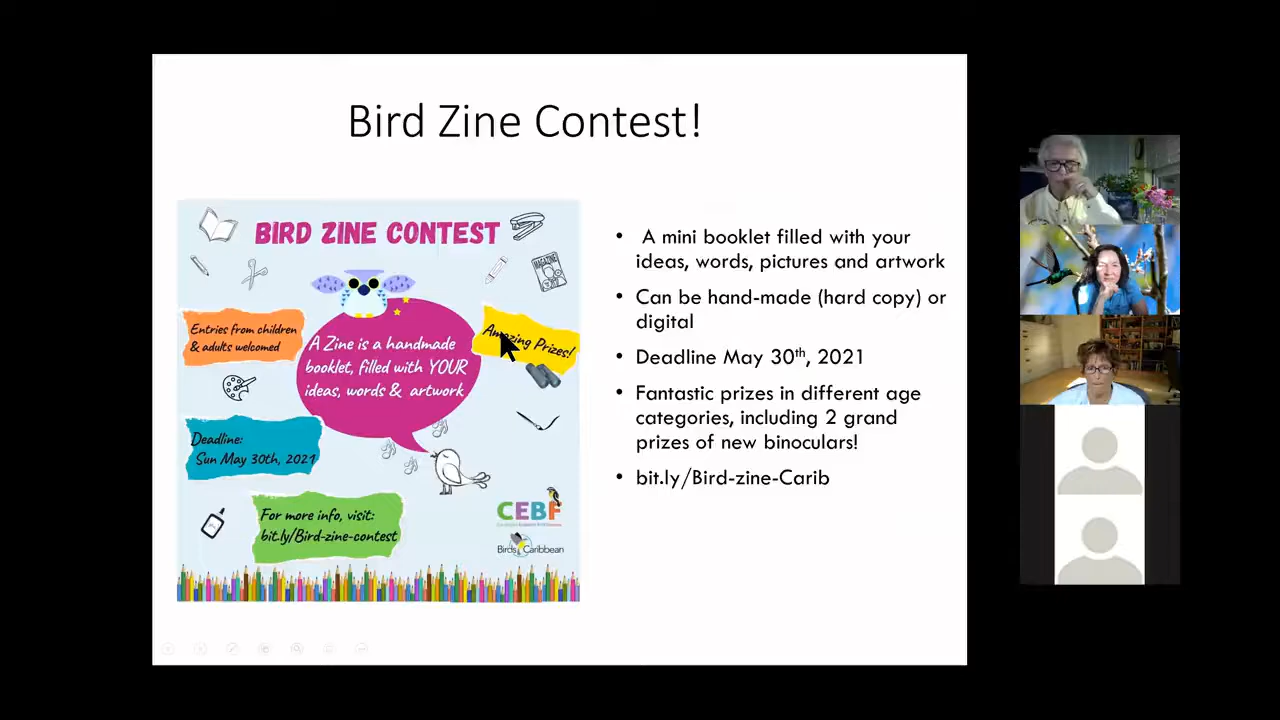 Bird Zine Contest!
BIRD ZINE CONTEST
MAGAZINE
Entries from children
& adults welcomed
A Zine is a handmade
booklet, filled with YOUR
ideas, words & artwork
Amazing Prizes!
Deadline:
Sun May 30th, 2021
For more info, visit:
bit.ly/Bird-zine-contest
CEBF
BirdsCaribbean
• A mini booklet filled with your
ideas, words, pictures and artwork
• Can be hand-made (hard copy) or
digital
• Deadline May 30th, 2021
• Fantastic prizes in different age
categories, including 2 grand
prizes of new binoculars!
• bit.ly/Bird-zine-Carib